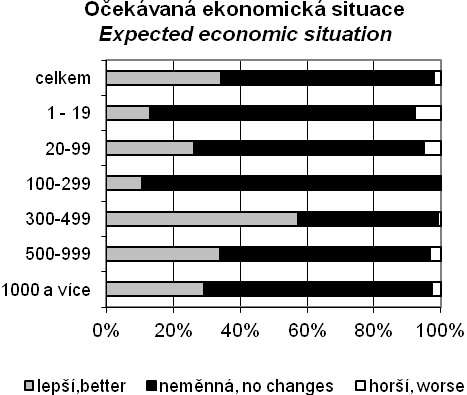 Očekávaná ekonomická situace
Expected economic situation
celkem
1 - 19
20-99
100-299
300-499
500-999
1000 a více
0% 20% 40% 60% 80% 100%
lepší,better neměnná, no changes horší, worse